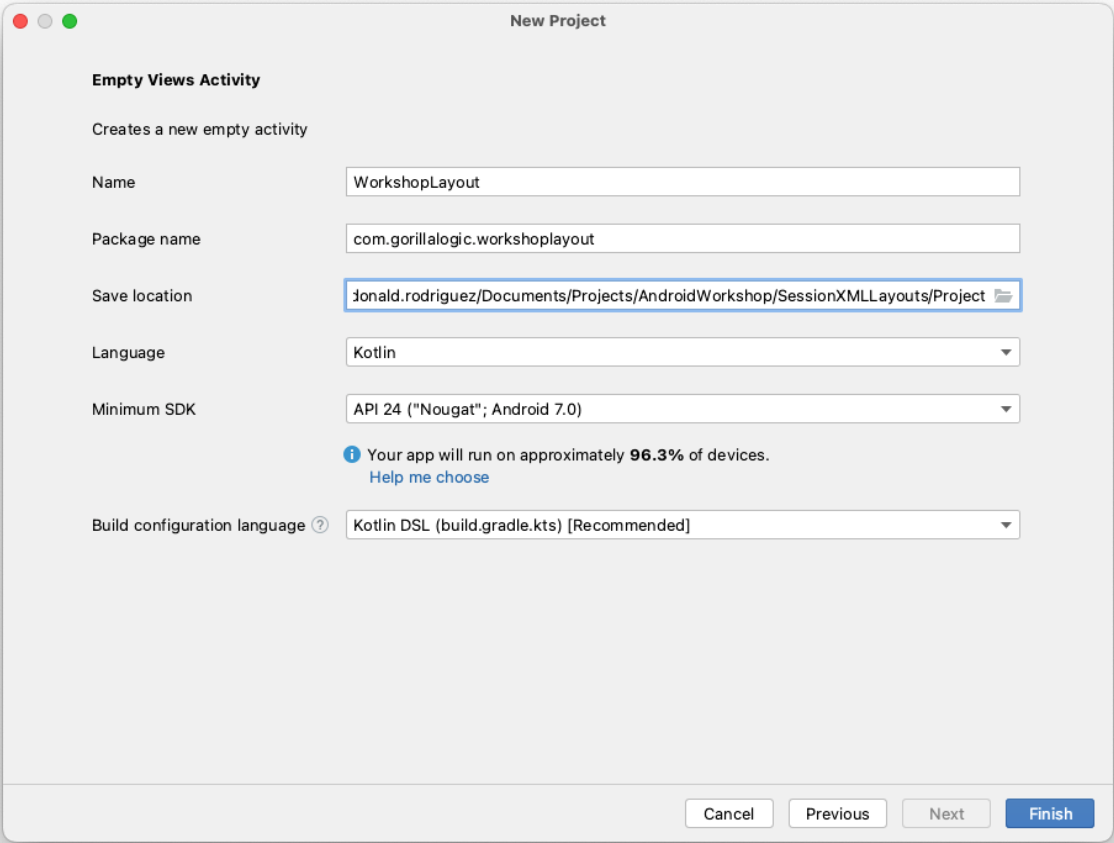 New Project
Empty Views Activity
Creates a new empty activity
Name WorkshopLayout
Package name com.gorillalogic.workshoplayout
Save location donald.rodriguez/Documents/Projects/AndroidWorkshop/SessionXMLLayouts/Project
Language Kotlin
Minimum SDK API 24 ("Nougat"; Android 7.0)
Your app will run on approximately 96.3% of devices.
Help me choose
Build configuration language ? Kotlin DSL (build.gradle.kts) [Recommended]
Cancel Previous Next Finish